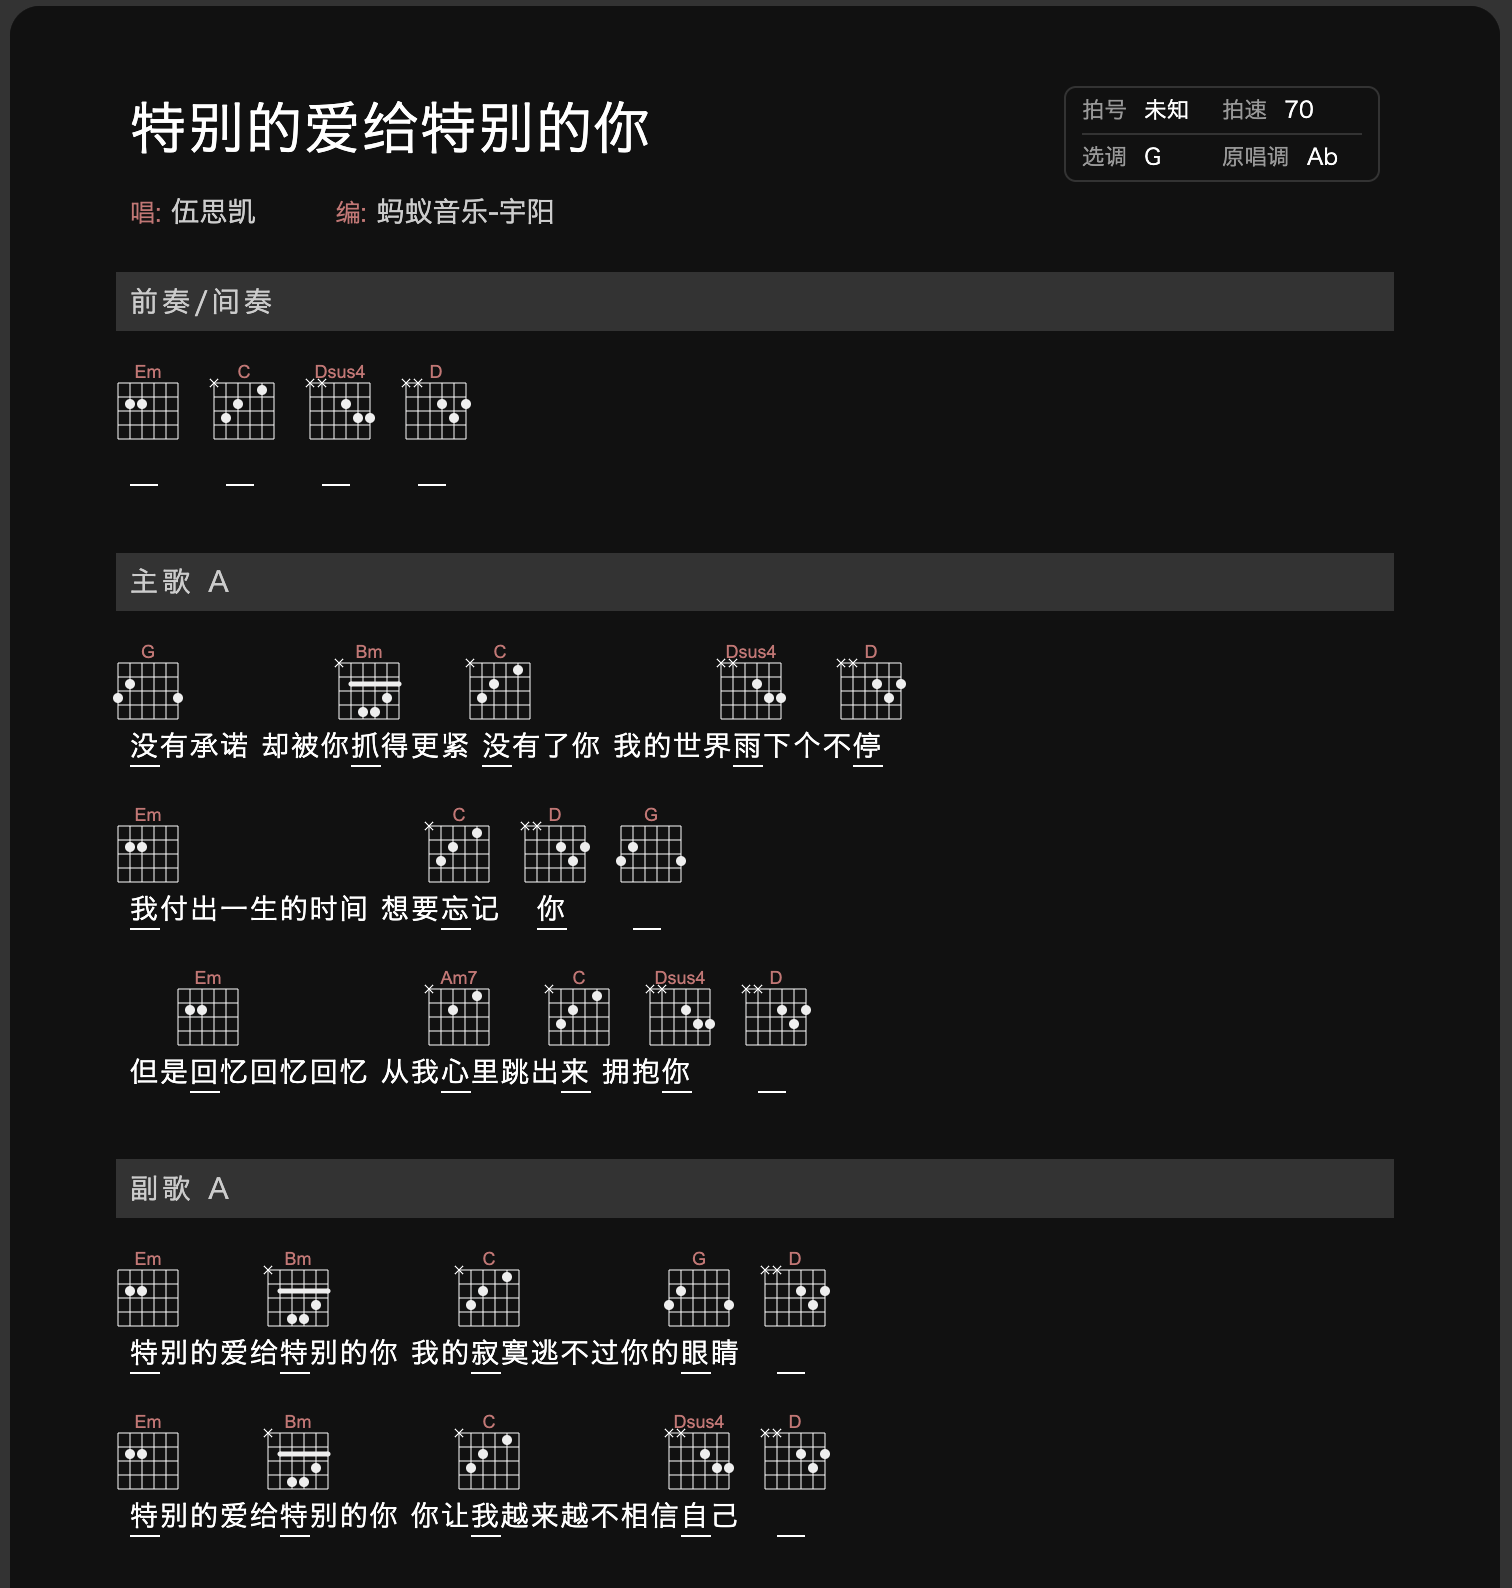 特别的爱给特别的你
拍号 未知 拍速 70
选调 G 原唱调 Ab
唱: 伍思凯 编: 蚂蚁音乐-宇阳
前奏/间奏
Em C Dsus4 D
主歌 A
G Bm C Dsus4 D
没有承诺 却被你抓得更紧 没有了你 我的世界雨下个不停
Em C D G
我付出一生的时间 想要忘记 你
Em Am7 C Dsus4 D
但是回忆回忆回忆 从我心里跳出来 拥抱你
副歌 A
Em Bm C G D
特别的爱给特别的你 我的寂寞逃不过你的眼睛
Em Bm C Dsus4 D
特别的爱给特别的你 你让我越来越不相信自己